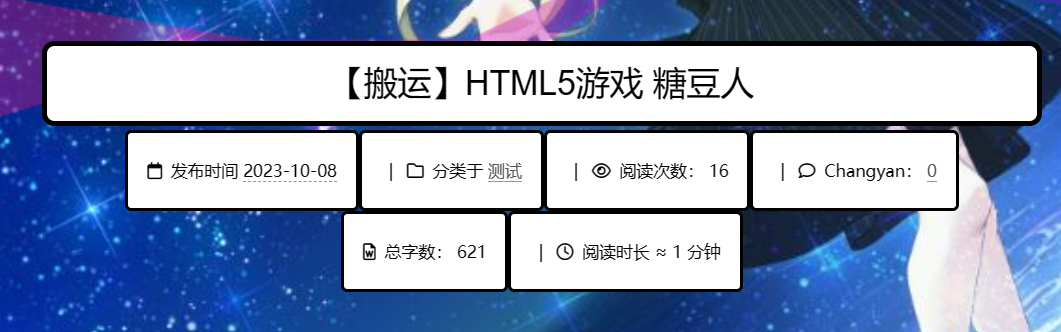 【搬运】HTML5游戏 糖豆人
发布时间 2023-10-08 | 分类于 测试 | 阅读次数： 16 | Changyan： 0
总字数： 621 | 阅读时长 ≈ 1 分钟